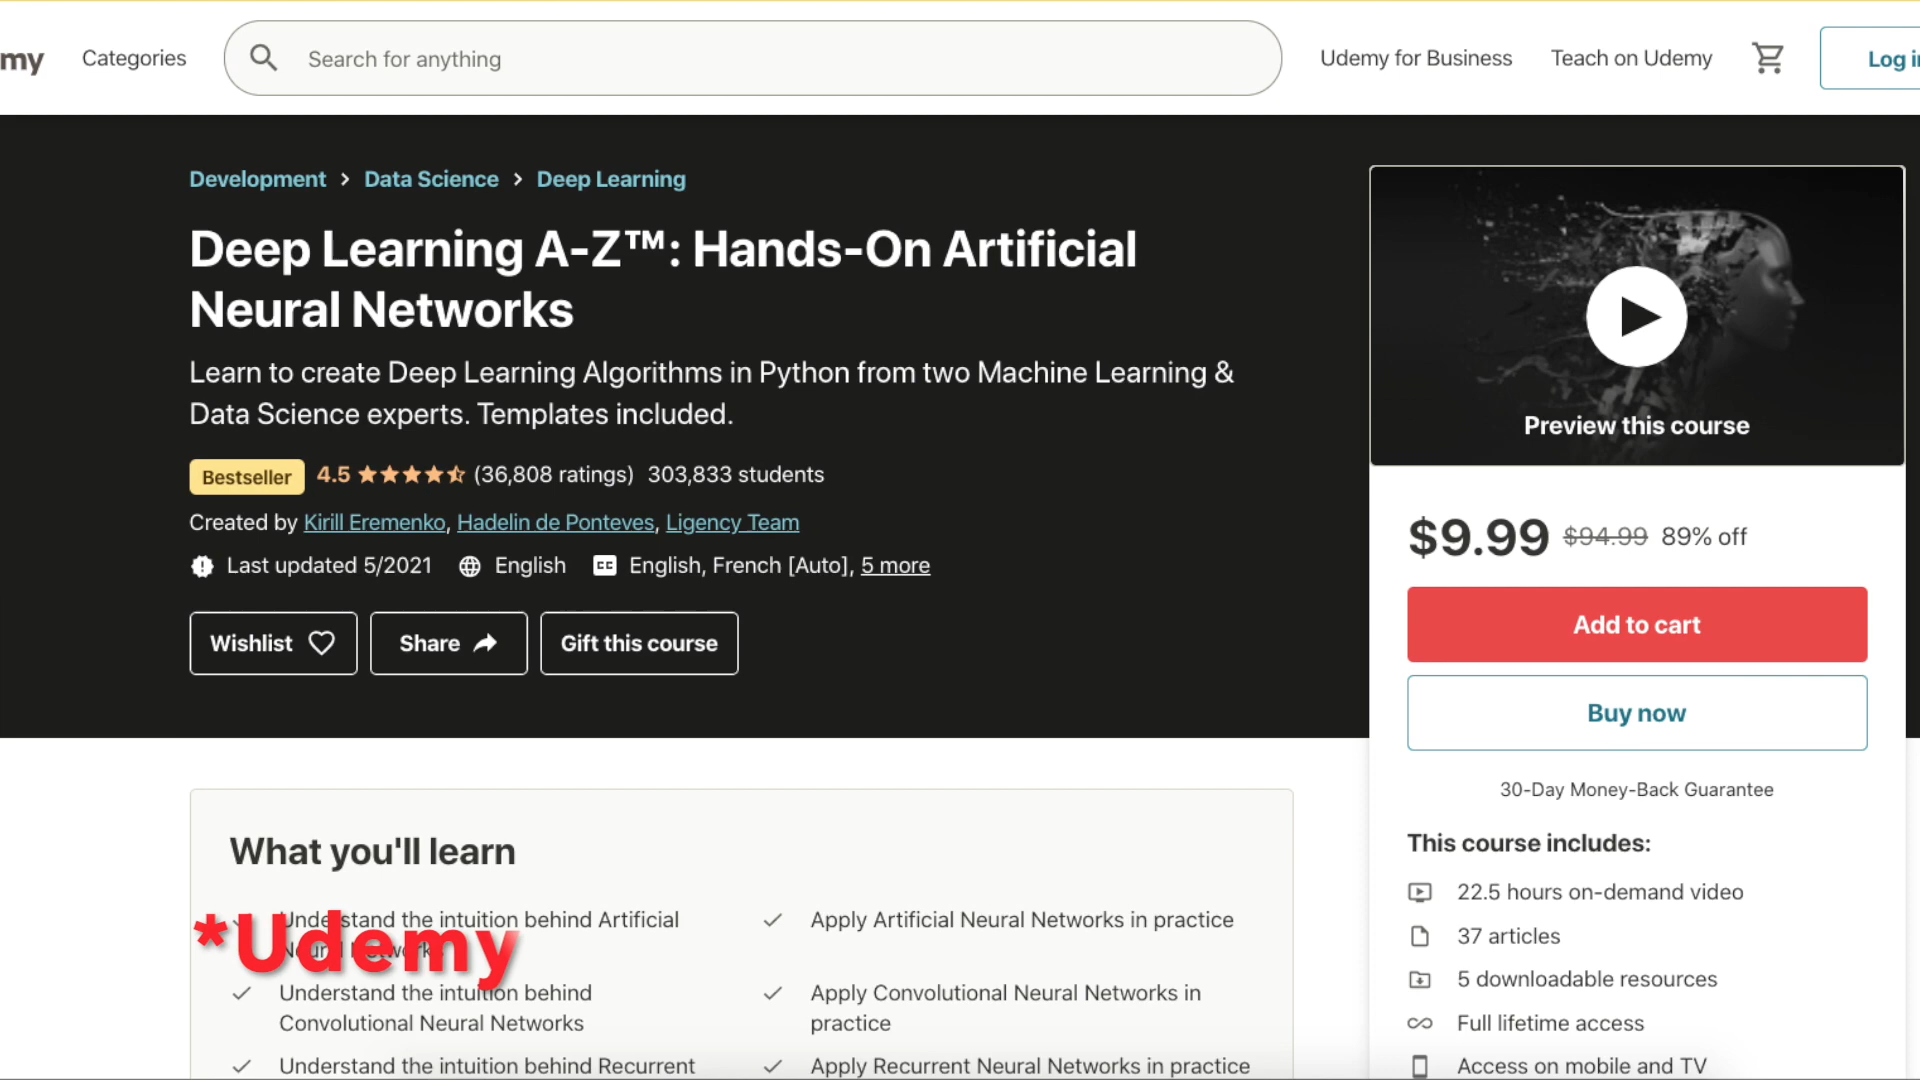 my
Categories
Search for anything
Udemy for Business
Teach on Udemy
Log i
Development > Data Science > Deep Learning
Deep Learning A-Z™: Hands-On Artificial
Neural Networks
Learn to create Deep Learning Algorithms in Python from two Machine Learning &
Data Science experts. Templates included.
Bestseller 4.5 (36,808 ratings) 303,833 students
Created by Kirill Eremenko, Hadelin de Ponteves, Ligency Team
Last updated 5/2021 English CC English, French [Auto], 5 more
Wishlist
Share
Gift this course
Preview this course
$9.99 $94.99 89% off
Add to cart
Buy now
30-Day Money-Back Guarantee
This course includes:
22.5 hours on-demand video
37 articles
5 downloadable resources
Full lifetime access
Access on mobile and TV
What you'll learn
Understand the intuition behind Artificial
Neural Networks
*Udemy
Understand the intuition behind
Convolutional Neural Networks
Understand the intuition behind Recurrent
Apply Artificial Neural Networks in practice
Apply Convolutional Neural Networks in
practice
Apply Recurrent Neural Networks in practice